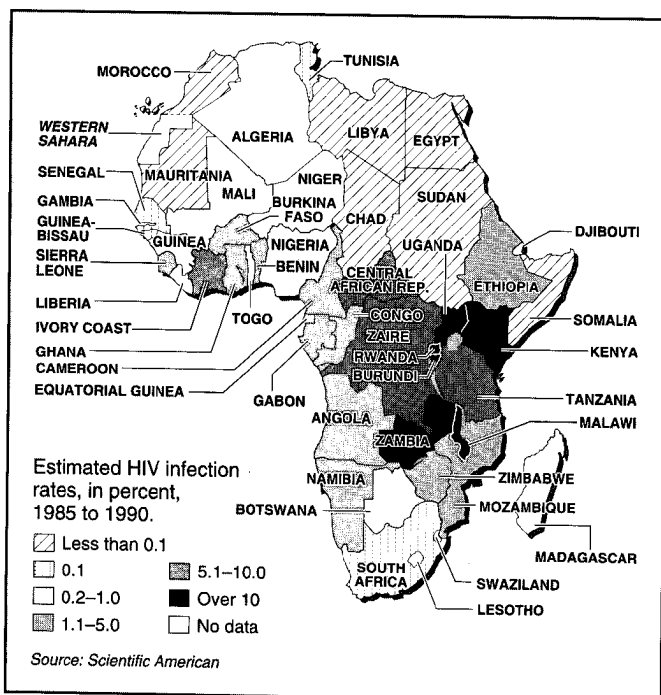 MOROCCO
TUNISIA
WESTERN
SAHARA
ALGERIA
LIBYA
EGYPT
SENEGAL
MAURITANIA
MALI
NIGER
SUDAN
GAMBIA
BURKINA
FASO
CHAD
DJIBOUTI
GUINEA-
BISSAU
GUINEA
NIGERIA
UGANDA
SIERRA
LEONE
BENIN
CENTRAL
AFRICAN REP.
ETHIOPIA
LIBERIA
SOMALIA
IVORY COAST
TOGO
CONGO
ZAIRE
KENYA
GHANA
RWANDA
CAMEROON
BURUNDI
EQUATORIAL GUINEA
GABON
TANZANIA
ANGOLA
MALAWI
ZAMBIA
NAMIBIA
ZIMBABWE
BOTSWANA
MOZAMBIQUE
MADAGASCAR
SOUTH
AFRICA
SWAZILAND
LESOTHO
Estimated HIV infection
rates, in percent,
1985 to 1990.
Less than 0.1
0.1 5.1–10.0
0.2–1.0 Over 10
1.1–5.0 No data
Source: Scientific American